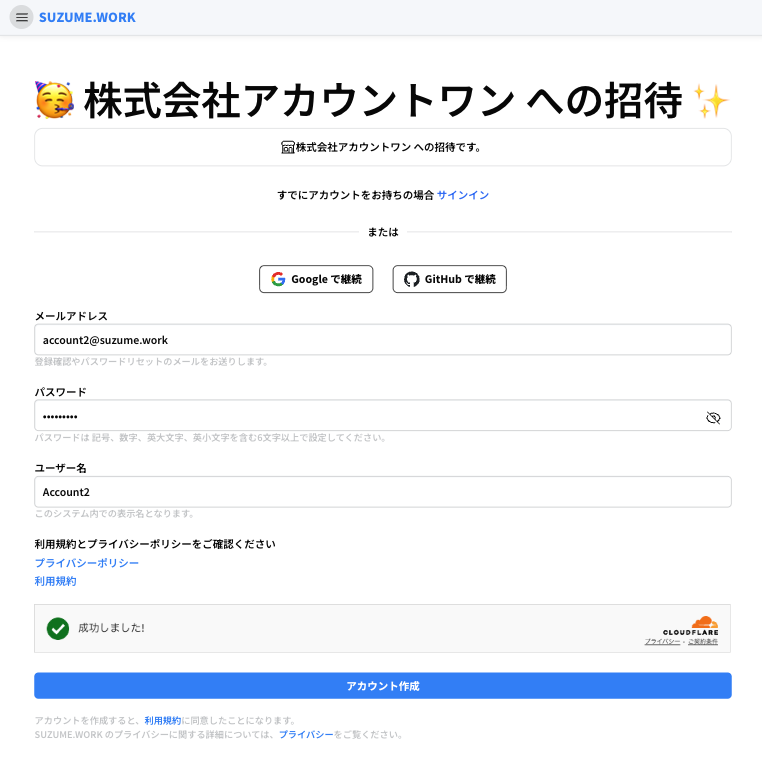 SUZUME.WORK
🥳 株式会社アカウントワン への招待 ✨
株式会社アカウントワン への招待です。
すでにアカウントをお持ちの場合 サインイン
または
Google で継続
GitHub で継続
メールアドレス
account2@suzume.work
登録確認やパスワードリセットのメールをお送りします。
パスワード
•••••••••
パスワードは 記号、数字、英大文字、英小文字を含む6文字以上で設定してください。
ユーザー名
Account2
このシステム内での表示名となります。
利用規約とプライバシーポリシーをご確認ください
プライバシーポリシー
利用規約
成功しました!
CLOUDFLARE
プライバシー • ご契約条件
アカウント作成
アカウントを作成すると、利用規約に同意したことになります。
SUZUME.WORK のプライバシーに関する詳細については、プライバシーをご覧ください。